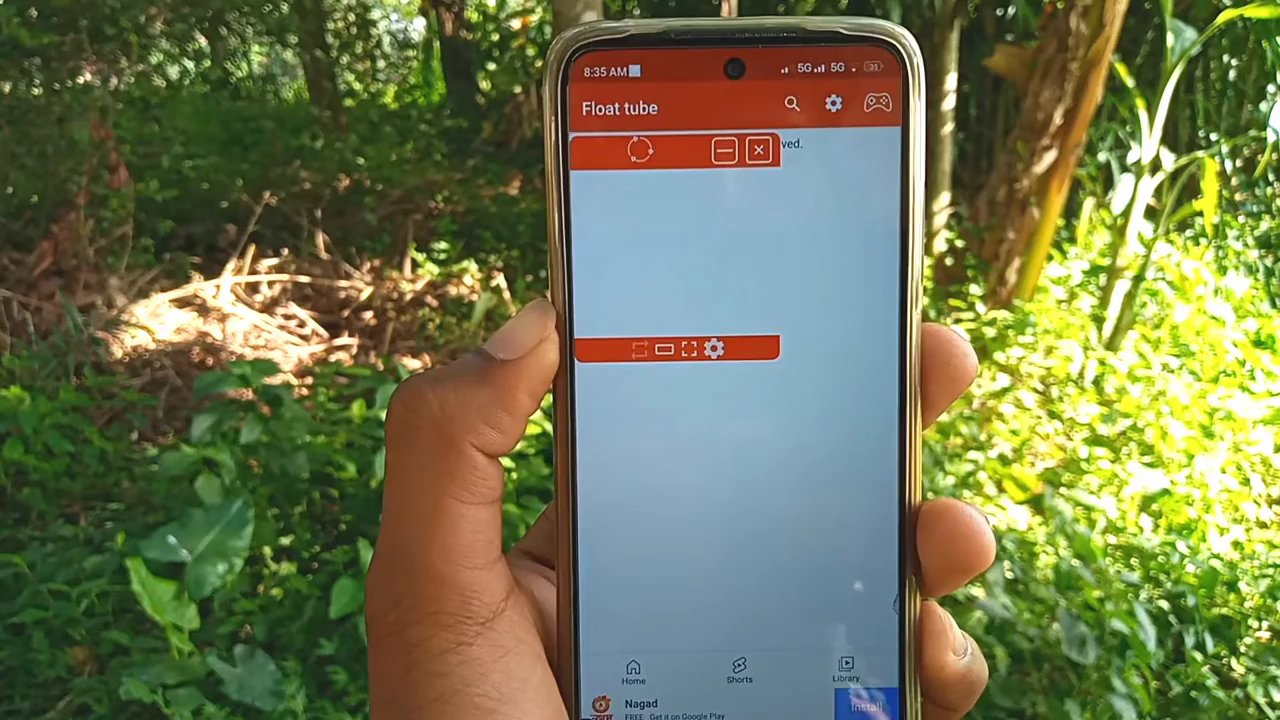 8:35 AM 5G 5G 35
Float tube
ved.
Home Shorts Library
Nagad
FREE Get it on Google Play
Install